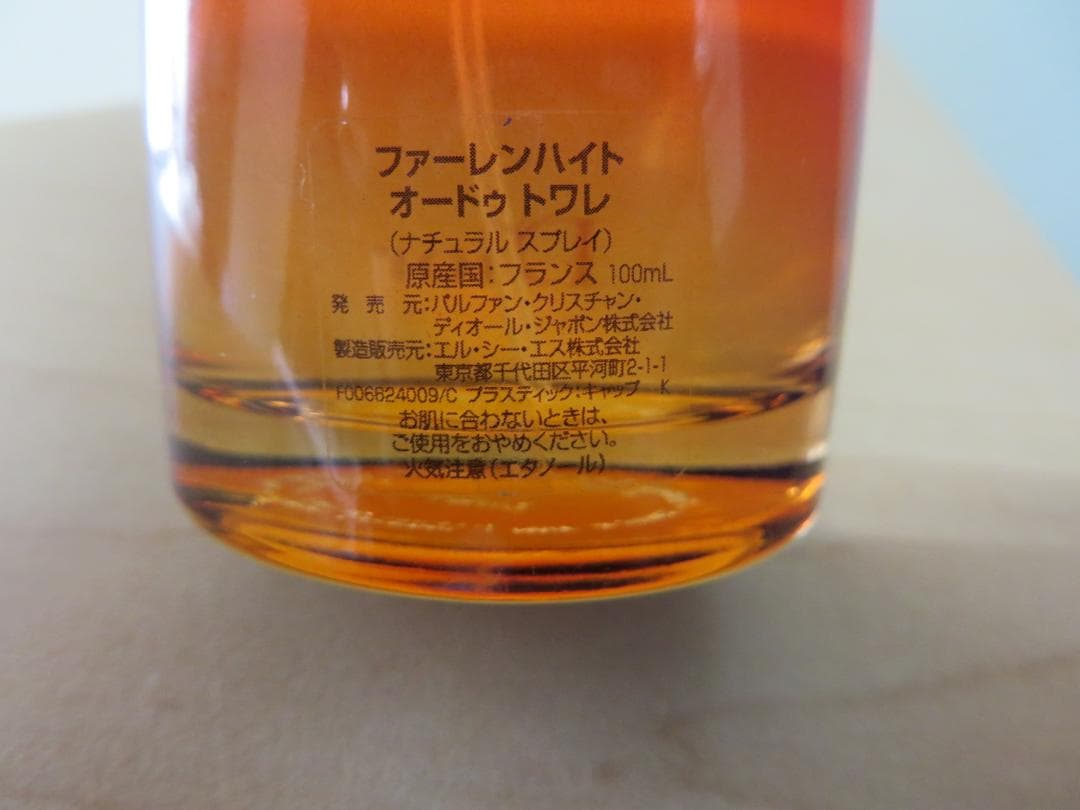 ファーレンハイト
オードゥ トワレ
(ナチュラル スプレイ)
原産国:フランス 100mL
発 売 元:パルファン・クリスチャン・
ディオール・ジャポン株式会社
製造販売元:エル・シー・エス株式会社
東京都千代田区平河町2-1-1
F006624009/C プラスティック:キャップ K
お肌に合わないときは、
ご使用をおやめください。
火気注意(エタノール)